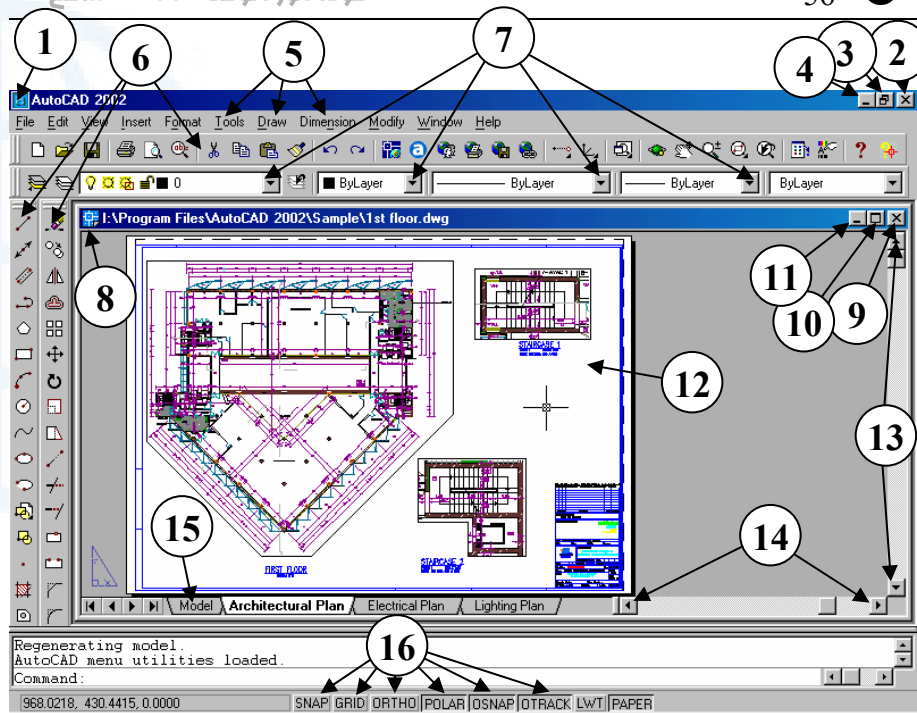 50
1
6
5
7
4
3
2
AutoCAD 2002
File Edit View Insert Format Tools Draw Dimension Modify Window Help
0
ByLayer
ByLayer
ByLayer
ByLayer
I:\Program Files\AutoCAD 2002\Sample\1st floor.dwg
8
11
10
9
STAIRCASE 1
12
13
15
14
FIRST FLOOR
STAIRCASE 2
Model Architectural Plan Electrical Plan Lighting Plan
Regenerating model.
AutoCAD menu utilities loaded.
Command:
16
968.0218, 430.4415, 0.0000 SNAP GRID ORTHO POLAR OSNAP OTRACK LWT PAPER